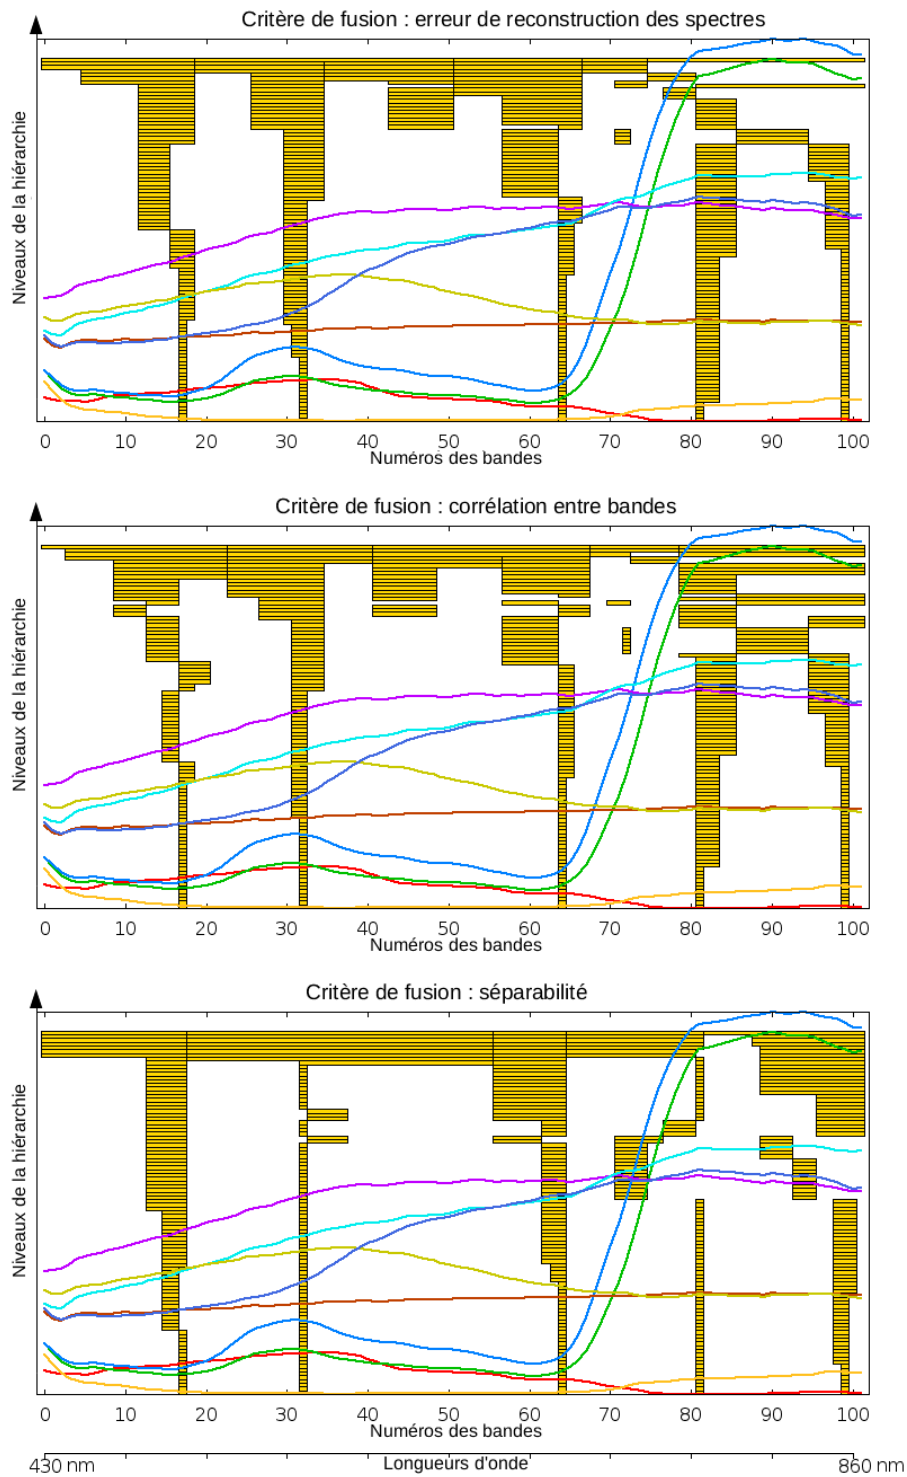 Critère de fusion : erreur de reconstruction des spectres
Niveaux de la hiérarchie
0 10 20 30 40 50 60 70 80 90 100
Numéros des bandes
Critère de fusion : corrélation entre bandes
Niveaux de la hiérarchie
0 10 20 30 40 50 60 70 80 90 100
Numéros des bandes
Critère de fusion : séparabilité
Niveaux de la hiérarchie
0 10 20 30 40 50 60 70 80 90 100
Numéros des bandes
430 nm Longueurs d'onde 860 nm